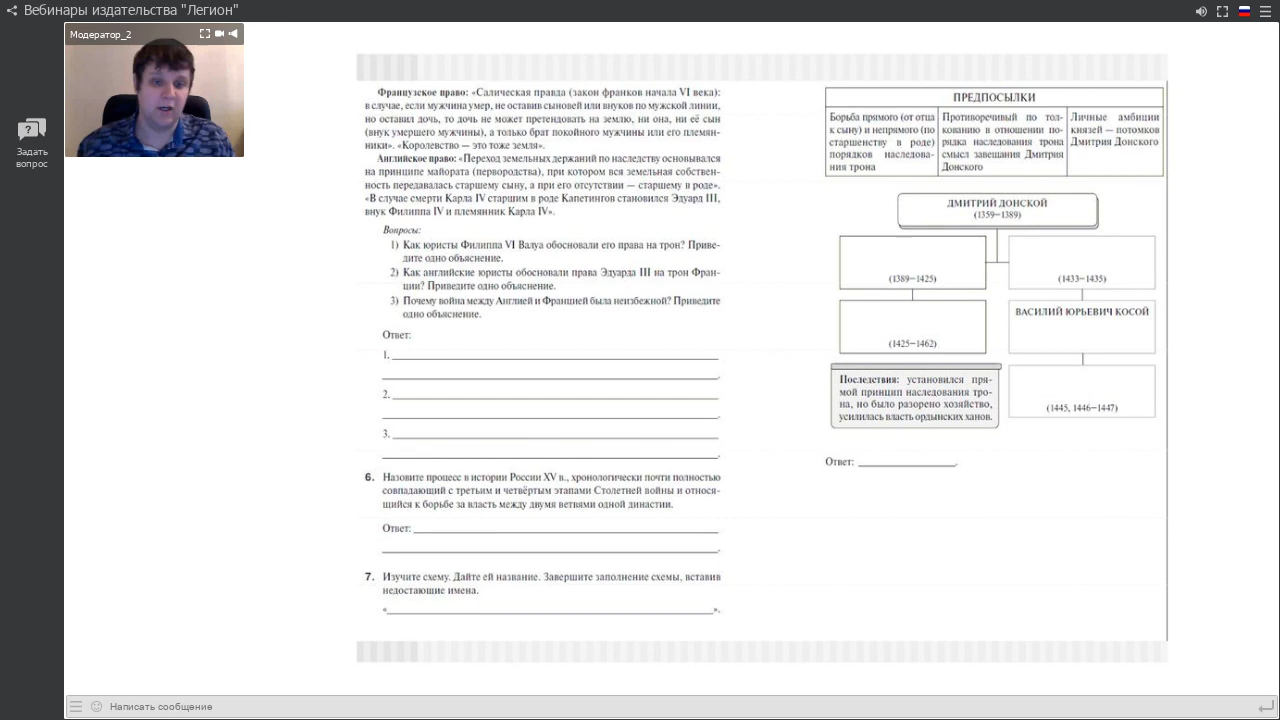 Вебинары издательства "Легион"
Модератор_2
Задать
вопрос
Французское право: «Салическая правда (закон франков начала VI века):
в случае, если мужчина умер, не оставив сыновей или внуков по мужской линии,
но оставил дочь, то дочь не может претендовать на землю, ни она, ни её сын
(внук умершего мужчины), а только брат покойного мужчины или его племян-
ники». «Королевство — это тоже земля».
Английское право: «Переход земельных держаний по наследству основывался
на принципе майората (первородства), при котором вся земельная собствен-
ность передавалась старшему сыну, а при его отсутствии — старшему в роде».
«В случае смерти Карла IV старшим в роде Капетингов становился Эдуард III,
внук Филиппа IV и племянник Карла IV».
Вопросы:
1) Как юристы Филиппа VI Валуа обосновали его права на трон? Приве-
дите одно объяснение.
2) Как английские юристы обосновали права Эдуарда III на трон Фран-
ции? Приведите одно объяснение.
3) Почему война между Англией и Францией была неизбежной? Приведите
одно объяснение.
Ответ:
1. ______
______.
2. ______
______.
3. ______
______.
6. Назовите процесс в истории России XV в., хронологически почти полностью
совпадающий с третьим и четвёртым этапами Столетней войны и относя-
щийся к борьбе за власть между двумя ветвями одной династии.
Ответ: ______
______.
7. Изучите схему. Дайте ей название. Завершите заполнение схемы, вставив
недостающие имена.
«______».
ПРЕДПОСЫЛКИ
Борьба прямого (от отца
к сыну) и непрямого (по
старшинству в роде)
порядков наследова-
ния трона
Противоречивый по тол-
кованию в отношении по-
рядка наследования трона
смысл завещания Дмитрия
Донского
Личные амбиции
князей — потомков
Дмитрия Донского
ДМИТРИЙ ДОНСКОЙ
(1359—1389)
(1389—1425)
(1433—1435)
(1425—1462)
ВАСИЛИЙ ЮРЬЕВИЧ КОСОЙ
Последствия: установился пря-
мой принцип наследования тро-
на, но было разорено хозяйство,
усилилась власть ордынских ханов.
(1445, 1446—1447)
Ответ: ______.
Написать сообщение